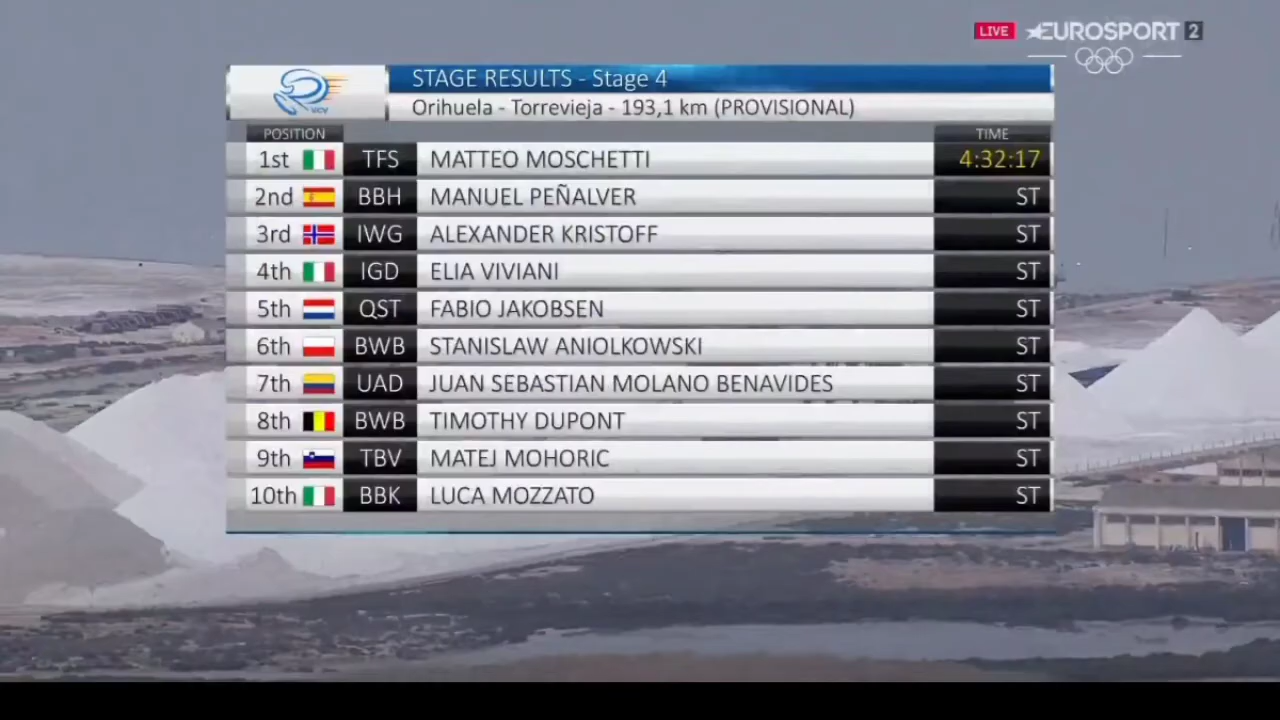 LIVE EUROSPORT 2
STAGE RESULTS - Stage 4
Orihuela - Torrevieja - 193,1 km (PROVISIONAL)
POSITION TIME
1st TFS MATTEO MOSCHETTI 4:32:17
2nd BBH MANUEL PEÑALVER ST
3rd IWG ALEXANDER KRISTOFF ST
4th IGD ELIA VIVIANI ST
5th QST FABIO JAKOBSEN ST
6th BWB STANISLAW ANIOLKOWSKI ST
7th UAD JUAN SEBASTIAN MOLANO BENAVIDES ST
8th BWB TIMOTHY DUPONT ST
9th TBV MATEJ MOHORIC ST
10th BBK LUCA MOZZATO ST